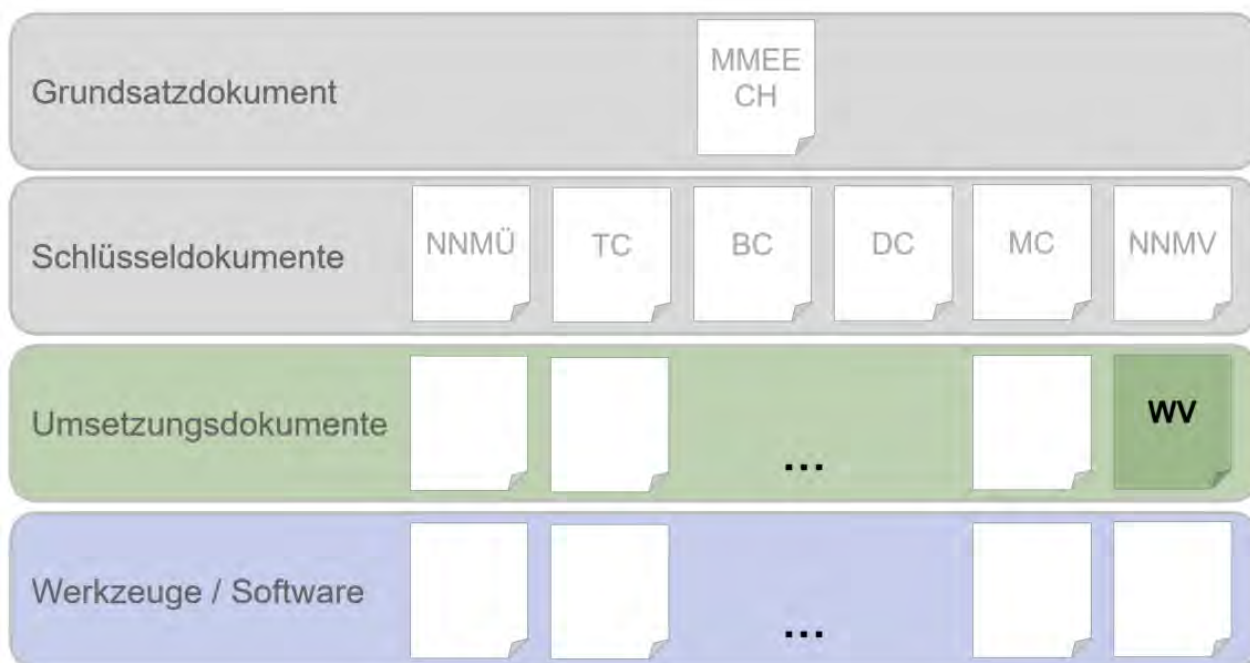 Grundsatzdokument
MMEE
CH
Schlüsseldokumente
NNMÜ
TC
BC
DC
MC
NNMV
Umsetzungsdokumente
...
WV
Werkzeuge / Software
...